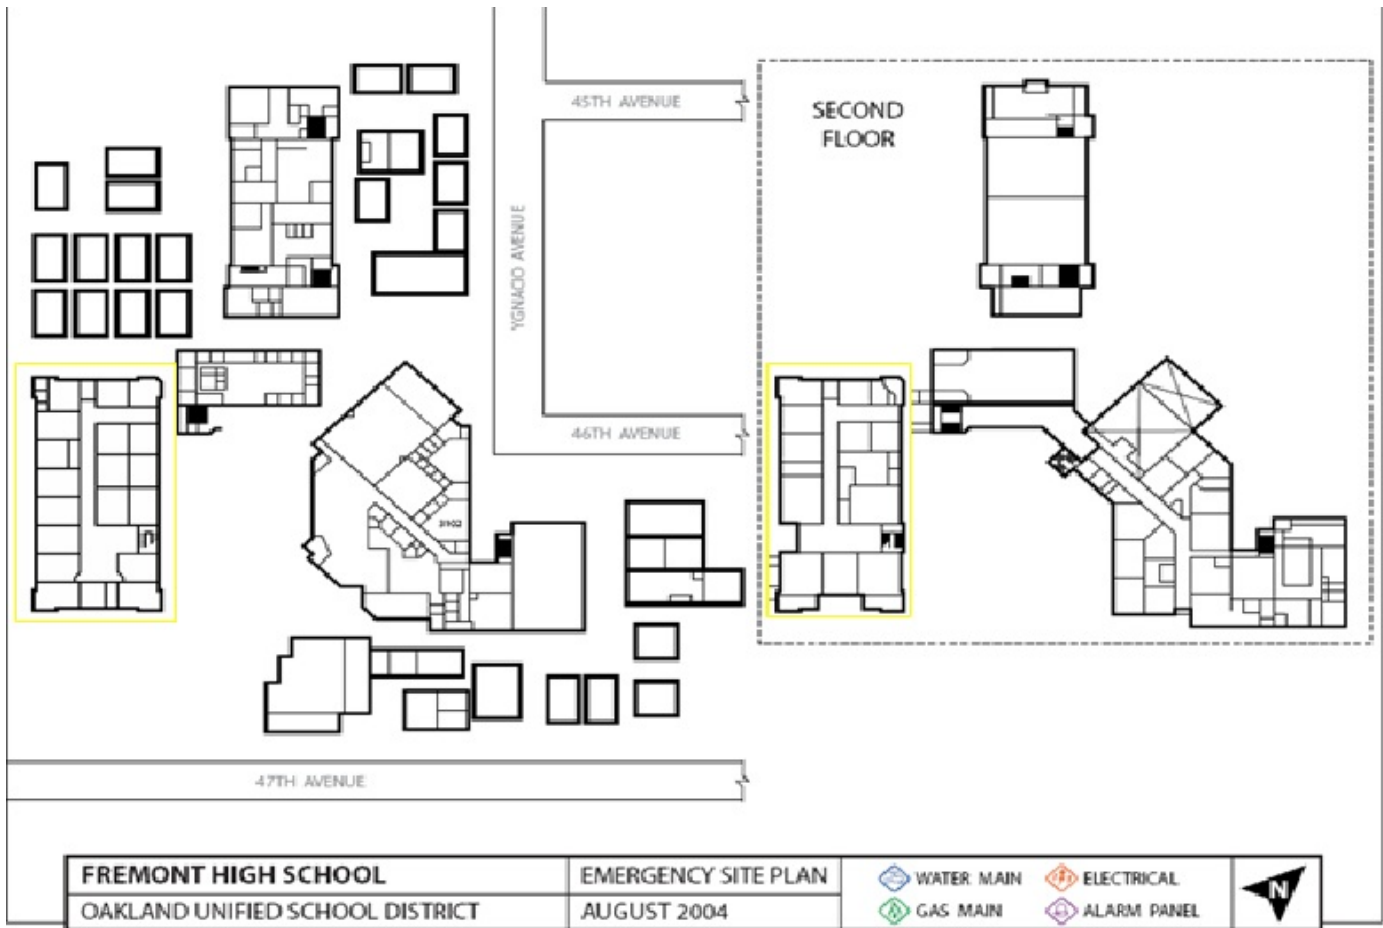 45TH AVENUE
SECOND
FLOOR
YGNACIO AVENUE
46TH AVENUE
47TH AVENUE
FREMONT HIGH SCHOOL
EMERGENCY SITE PLAN
WATER MAIN
ELECTRICAL
N
OAKLAND UNIFIED SCHOOL DISTRICT
AUGUST 2004
GAS MAIN
ALARM PANEL